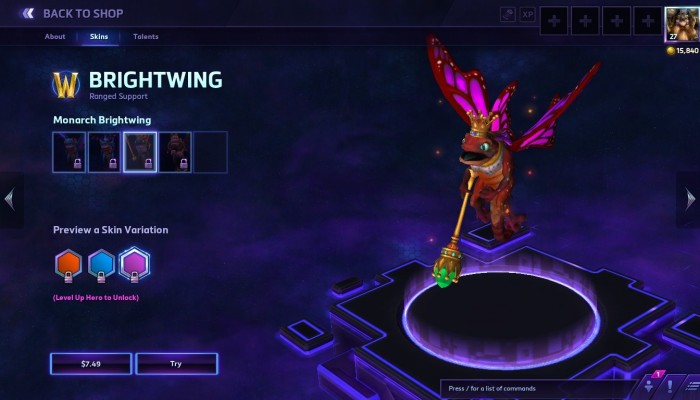 BACK TO SHOP
XP
About
Skins
Talents
27
15,840
BRIGHTWING
Ranged Support
Monarch Brightwing
Preview a Skin Variation
(Level Up Hero to Unlock)
$7.49
Try
Press / for a list of commands
1